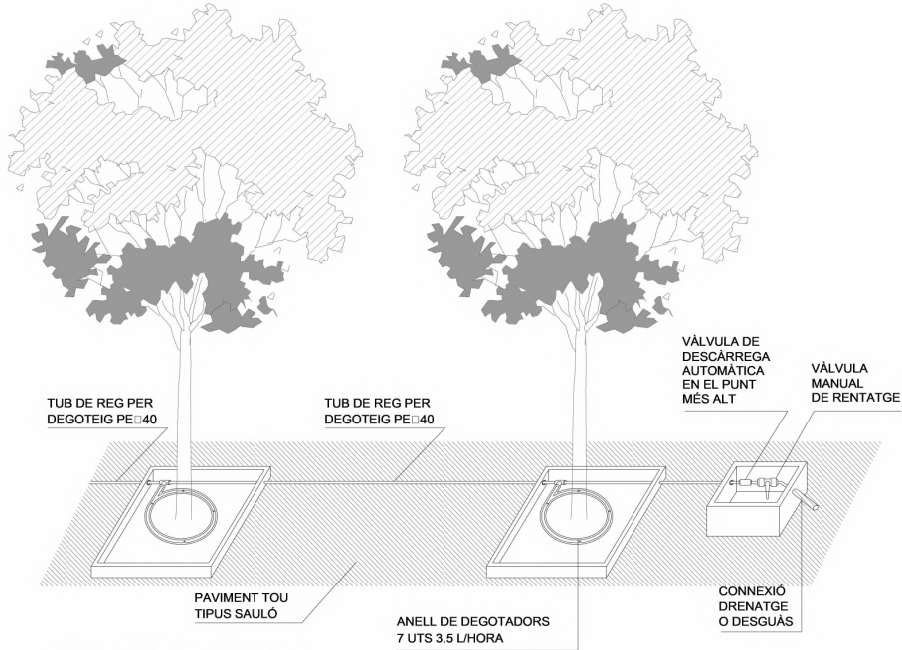 VÀLVULA DE
DESCÀRREGA
AUTOMÀTICA
EN EL PUNT
MÉS ALT
VÀLVULA
MANUAL
DE RENTATGE
TUB DE REG PER
DEGOTEIG PE□40
TUB DE REG PER
DEGOTEIG PE□40
PAVIMENT TOU
TIPUS SAULÓ
ANELL DE DEGOTADORS
7 UTS 3.5 L/HORA
CONNEXIÓ
DRENATGE
O DESGUÀS